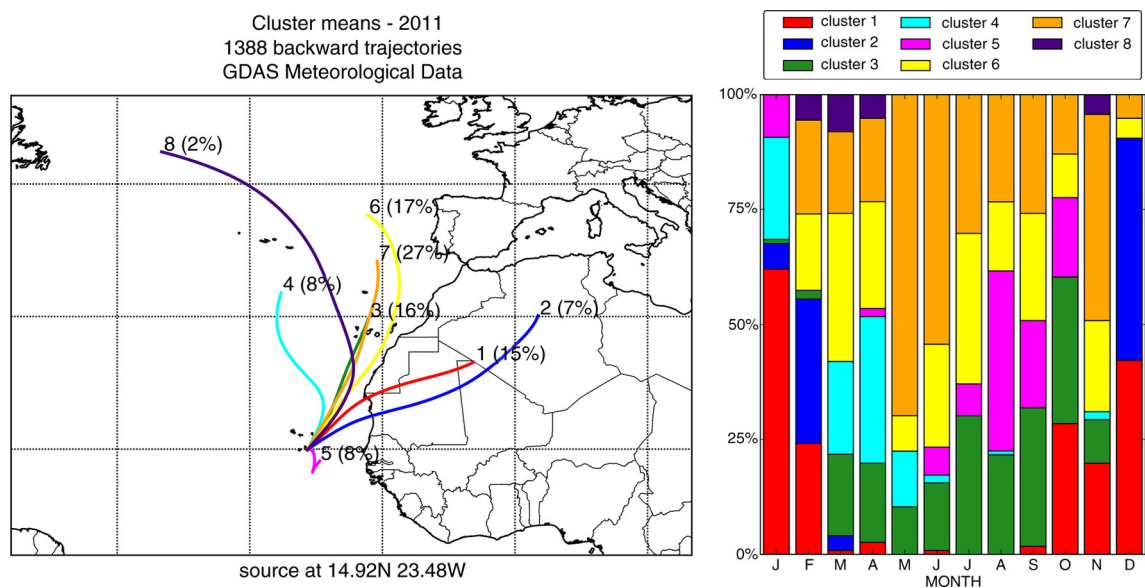 Cluster means - 2011
1388 backward trajectories
GDAS Meteorological Data
8 (2%)
6 (17%)
7 (27%)
4 (8%)
3 (16%)
2 (7%)
1 (15%)
5 (8%)
source at 14.92N 23.48W
cluster 1 cluster 4 cluster 7
cluster 2 cluster 5 cluster 8
cluster 3 cluster 6
100%
75%
50%
25%
0%
J F M A M J J A S O N D
MONTH